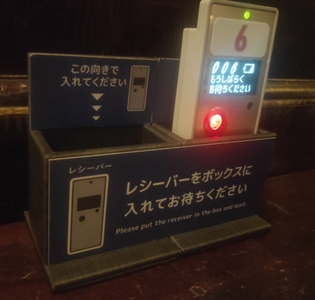 この向きで
入れてください
6
006
もうしばらく
お待ちください
レシーバー
レシーバーをボックスに
入れてお待ちください
Please put the receiver in the box and wait.